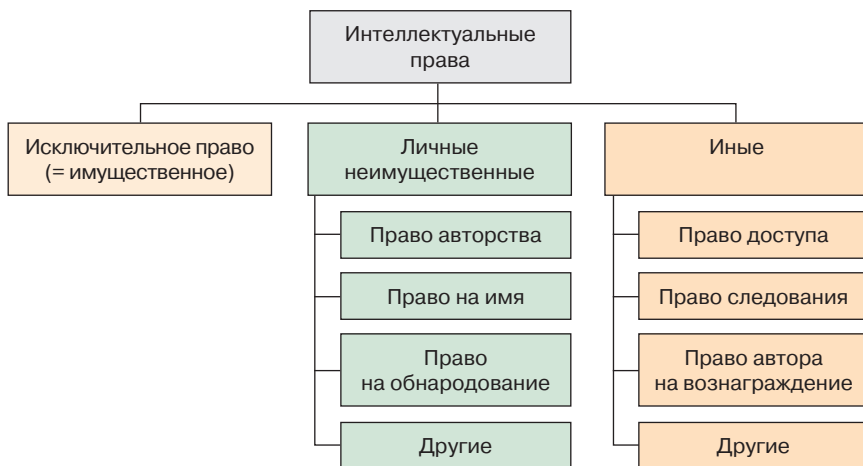 Интеллектуальные
права
Исключительное право
(= имущественное)
Личные
неимущественные
Право авторства
Право на имя
Право
на обнародование
Другие
Иные
Право доступа
Право следования
Право автора
на вознаграждение
Другие